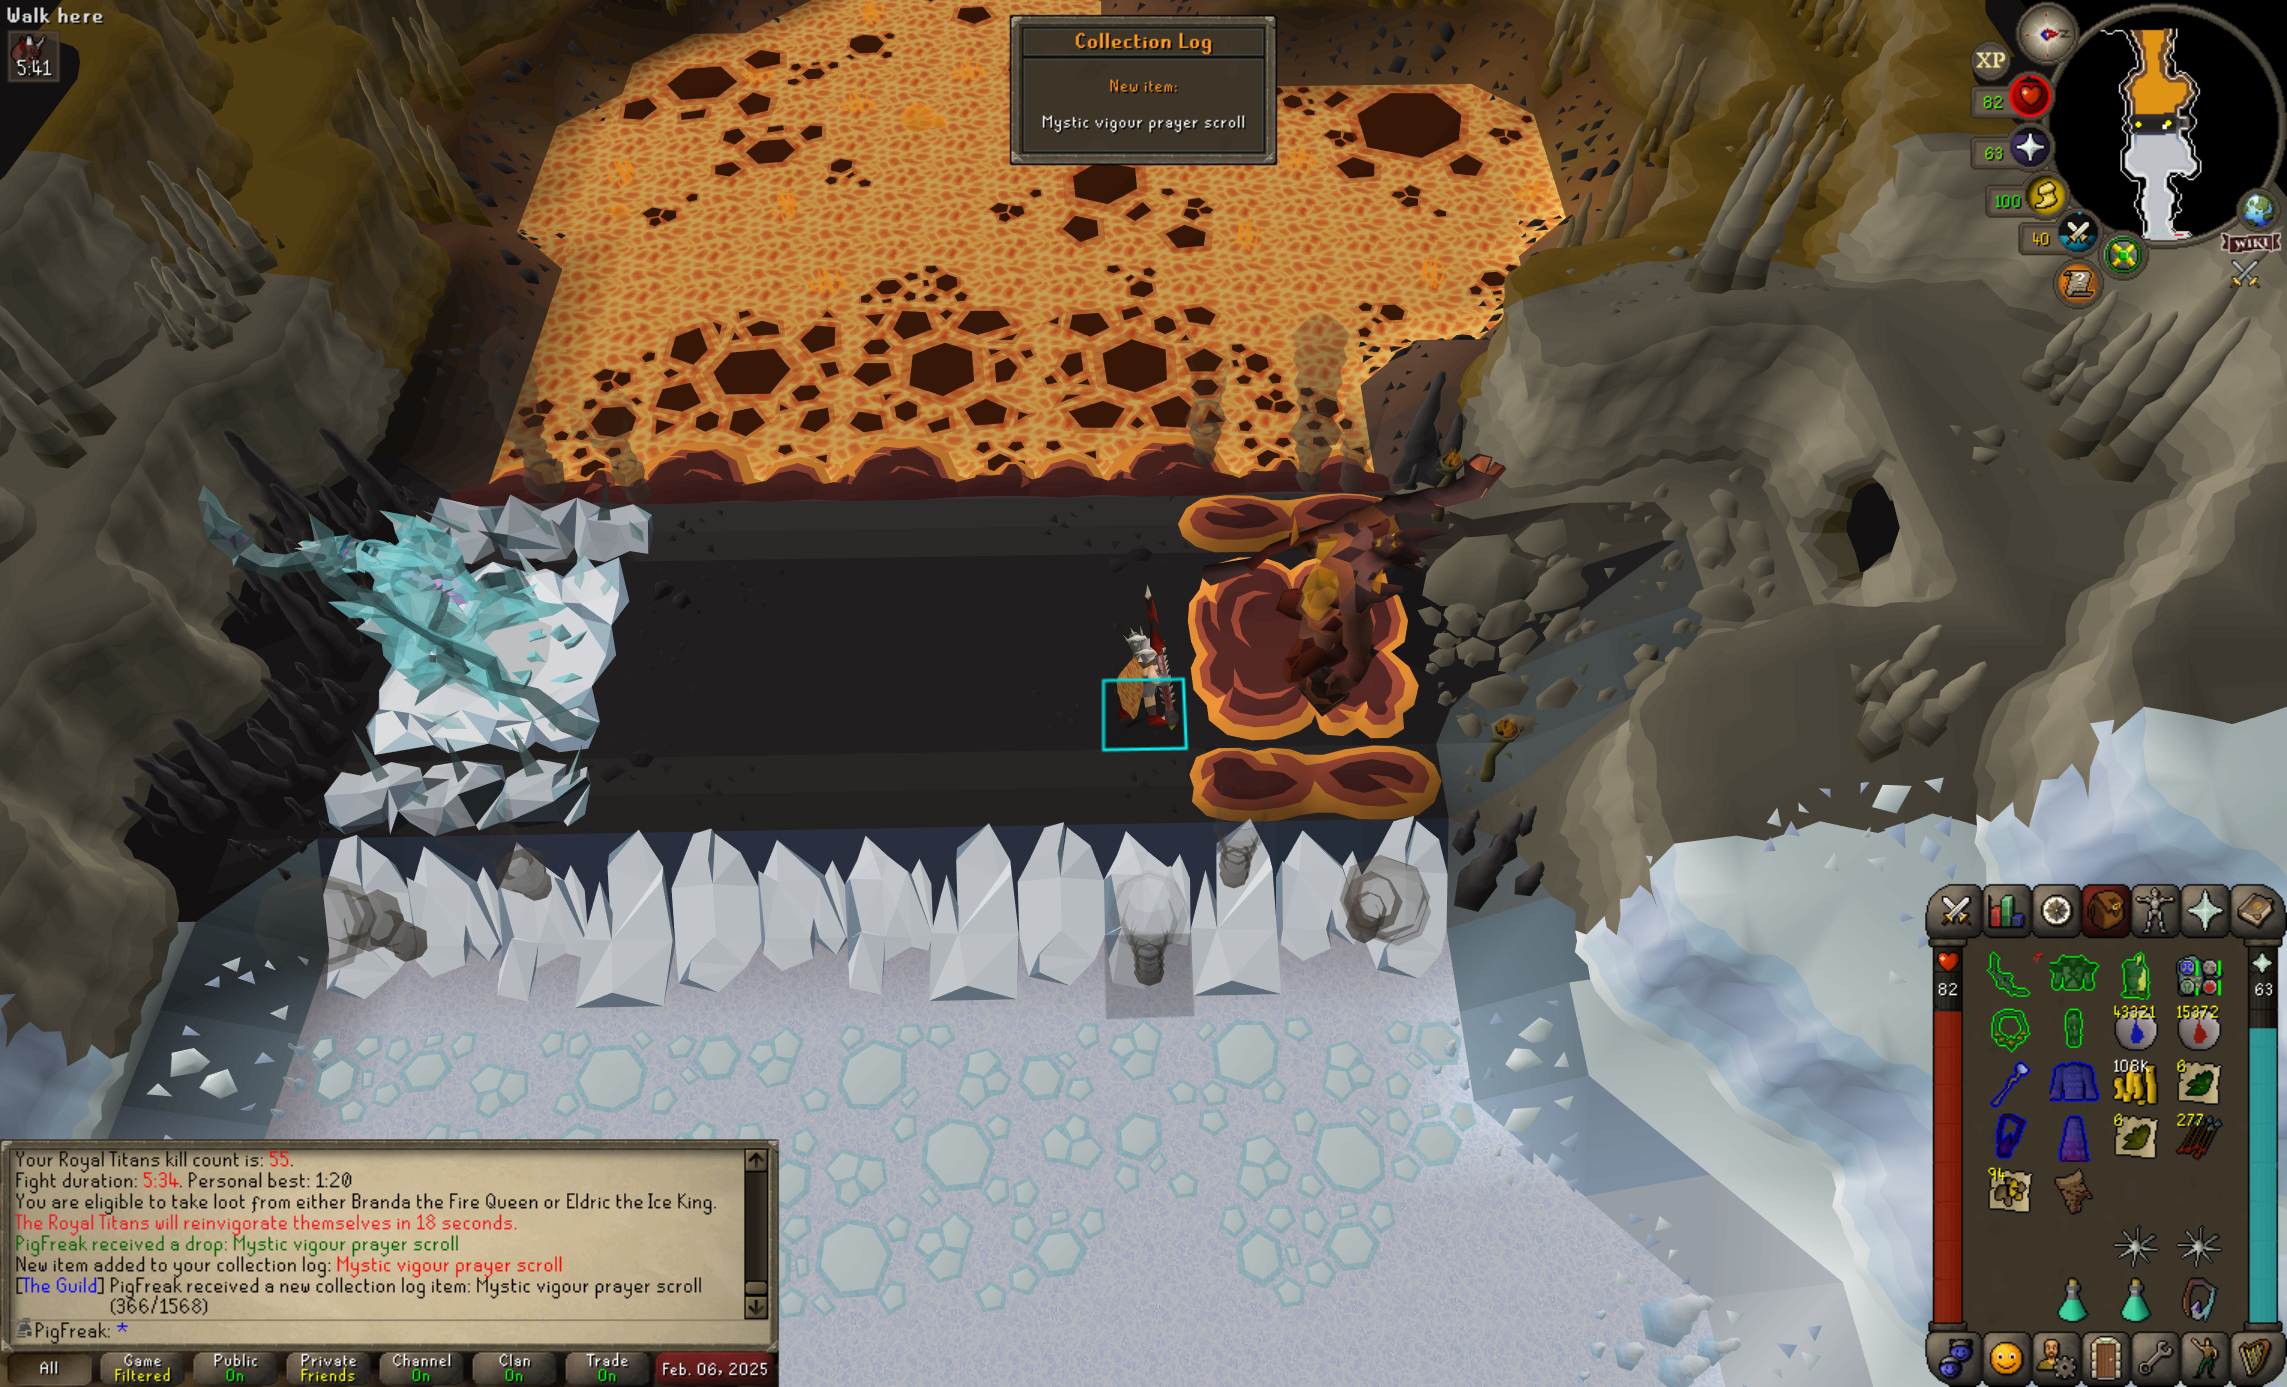 Walk here
5:41
Collection Log
New item:
Mystic vigour prayer scroll
XP
82
63
100
40
WIKI
82
63
43321
15372
108K
6
6
277
94
Your Royal Titans kill count is: 55.
Fight duration: 5:34. Personal best: 1:20
You are eligible to take loot from either Branda the Fire Queen or Eldric the Ice King.
The Royal Titans will reinvigorate themselves in 18 seconds.
PigFreak received a drop: Mystic vigour prayer scroll
New item added to your collection log: Mystic vigour prayer scroll
[The Guild] PigFreak received a new collection log item: Mystic vigour prayer scroll
(366/1568)
PigFreak: *
All
Game
Filtered
Public
On
Private
Friends
Channel
On
Clan
On
Trade
On
Feb. 06, 2025